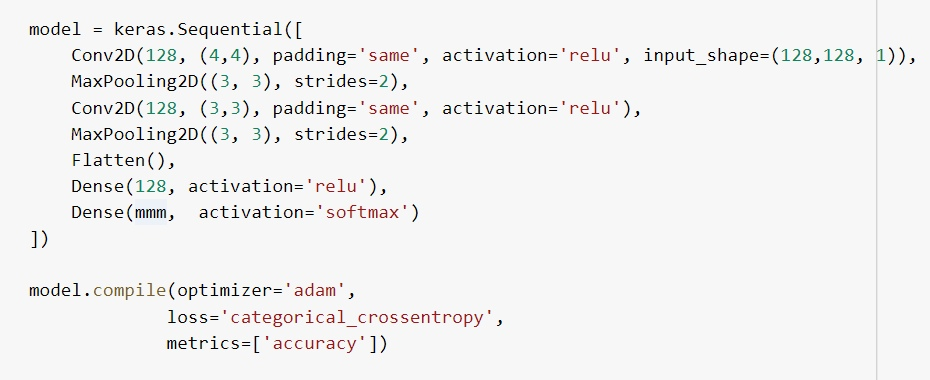 model = keras.Sequential([
    Conv2D(128, (4,4), padding='same', activation='relu', input_shape=(128,128, 1)),
    MaxPooling2D((3, 3), strides=2),
    Conv2D(128, (3,3), padding='same', activation='relu'),
    MaxPooling2D((3, 3), strides=2),
    Flatten(),
    Dense(128, activation='relu'),
    Dense(mmm,  activation='softmax')
])

model.compile(optimizer='adam',
            loss='categorical_crossentropy',
            metrics=['accuracy'])